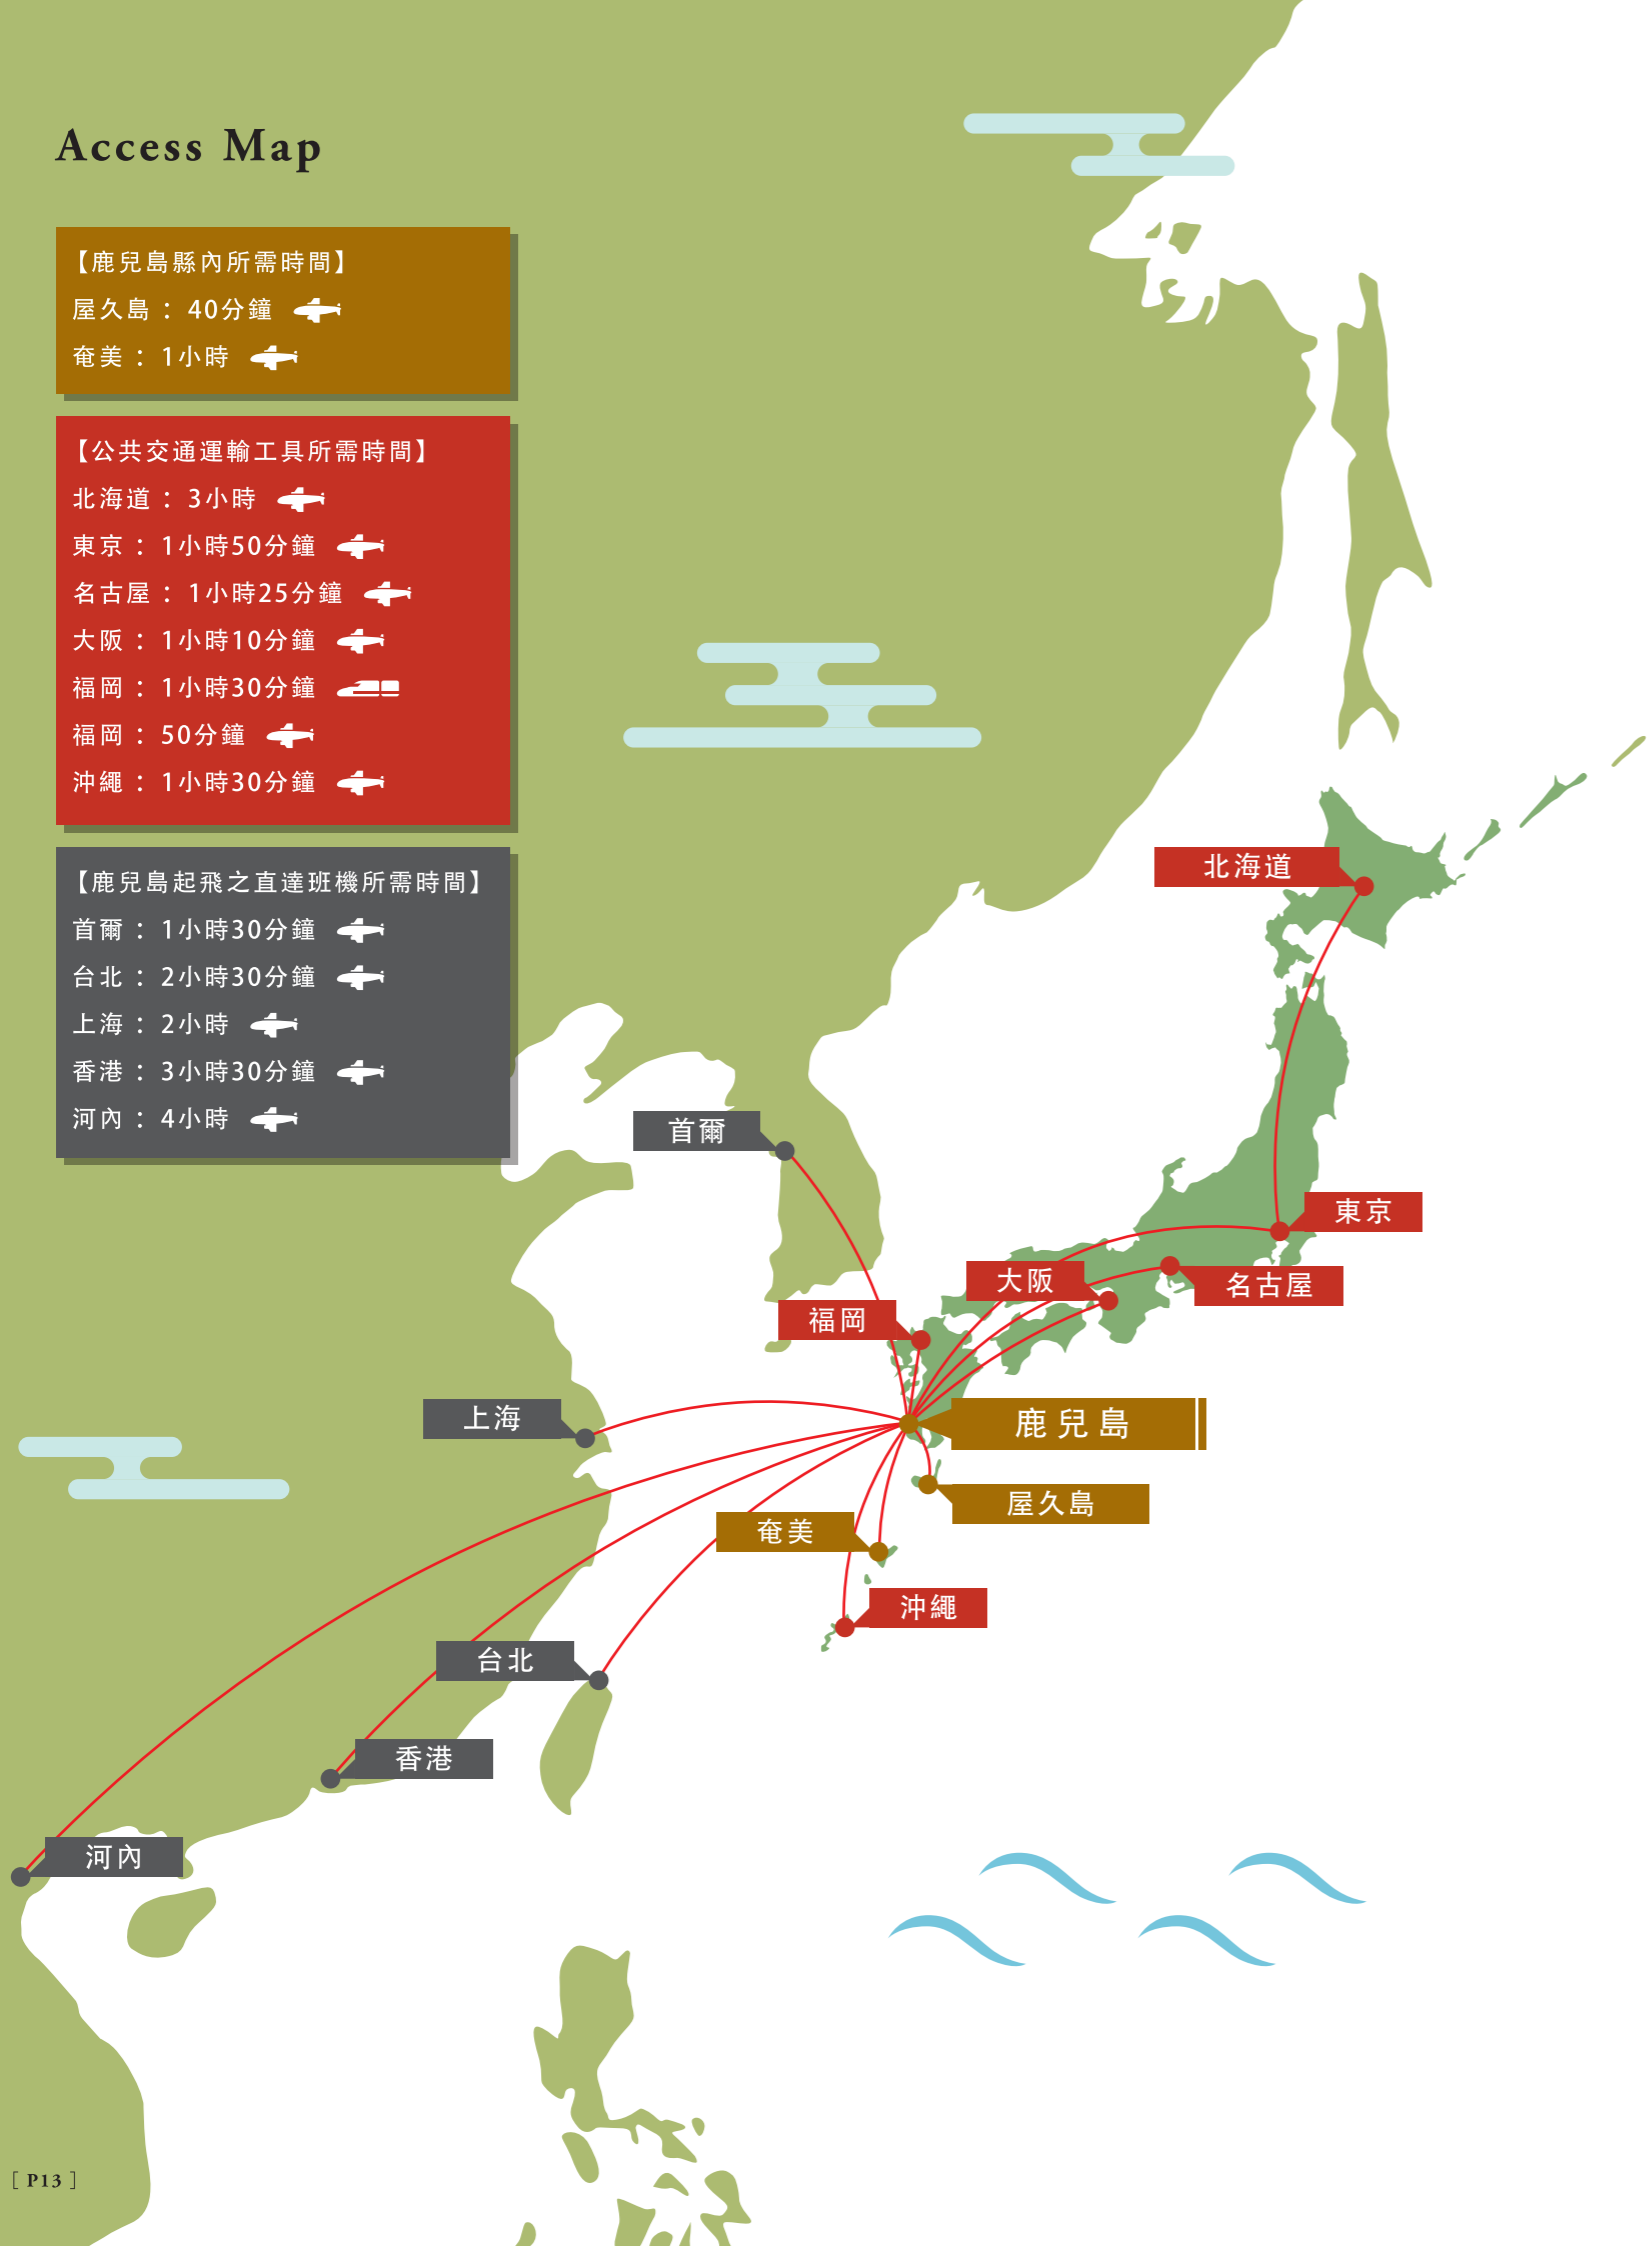 Access Map
【鹿兒島縣內所需時間】
屋久島：40分鐘
奄美：1小時
【公共交通運輸工具所需時間】
北海道：3小時
東京：1小時50分鐘
名古屋：1小時25分鐘
大阪：1小時10分鐘
福岡：1小時30分鐘
福岡：50分鐘
沖繩：1小時30分鐘
【鹿兒島起飛之直達班機所需時間】
首爾：1小時30分鐘
台北：2小時30分鐘
上海：2小時
香港：3小時30分鐘
河內：4小時
北海道
首爾
東京
大阪
名古屋
福岡
上海
鹿兒島
屋久島
奄美
沖繩
台北
香港
河內
［P13］